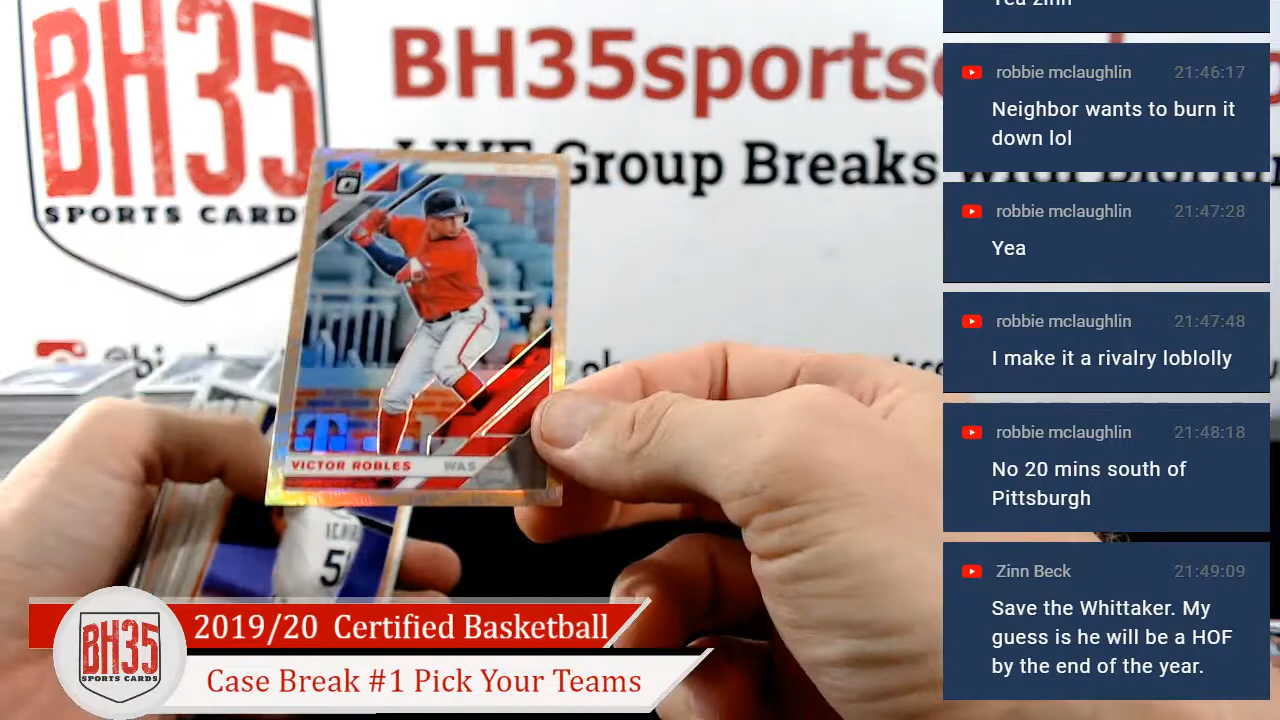 BH35
SPORTS CARDS
BH35sports
LIVE Group Breaks with
VICTOR ROBLES WAS
ICH
5
BH35
SPORTS CARDS
2019/20 Certified Basketball
Case Break #1 Pick Your Teams
robbie mclaughlin 21:46:17
Neighbor wants to burn it
down lol
robbie mclaughlin 21:47:28
Yea
robbie mclaughlin 21:47:48
I make it a rivalry loblolly
robbie mclaughlin 21:48:18
No 20 mins south of
Pittsburgh
Zinn Beck 21:49:09
Save the Whittaker. My
guess is he will be a HOF
by the end of the year.